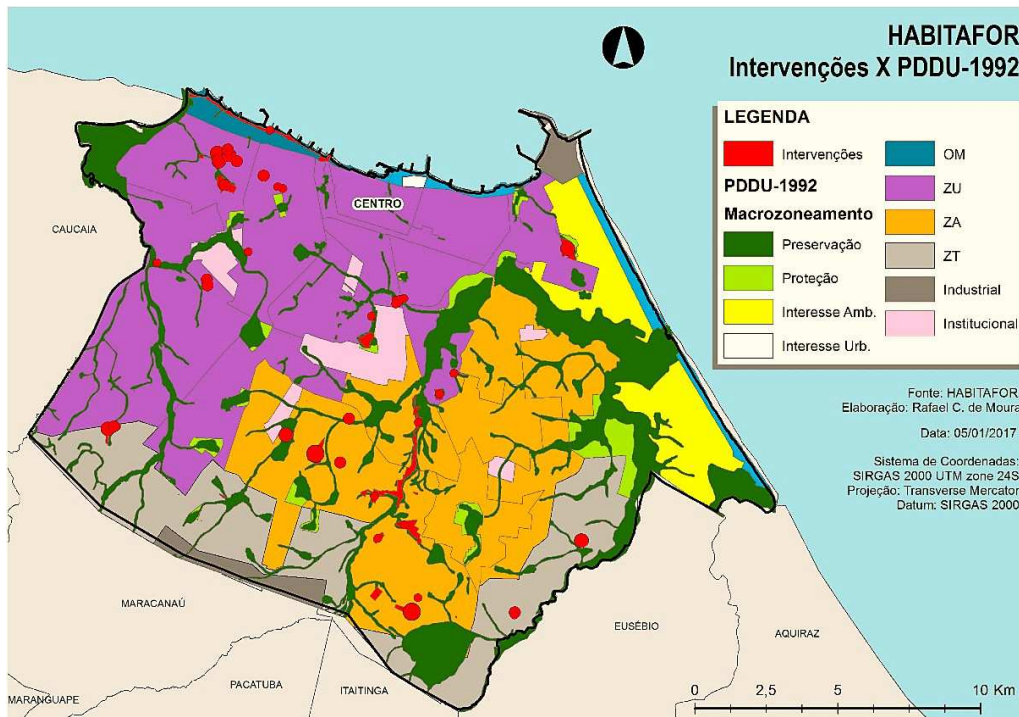 HABITAFOR
Intervenções X PDDU-1992
LEGENDA
Intervenções
PDDU-1992
Macrozoneamento
Preservação
Proteção
Interesse Amb.
Interesse Urb.
OM
ZU
ZA
ZT
Industrial
Institucional
Fonte: HABITAFOR
Elaboração: Rafael C. de Moura
Data: 05/01/2017
Sistema de Coordenadas:
SIRGAS 2000 UTM zone 24S
Projeção: Transverse Mercator
Datum: SIRGAS 2000
CENTRO
CAUCAIA
MARACANAÚ
EUSÉBIO
AQUIRAZ
PACATUBA
ITAITINGA
MARANGUAPE
0 2,5 5 10 Km